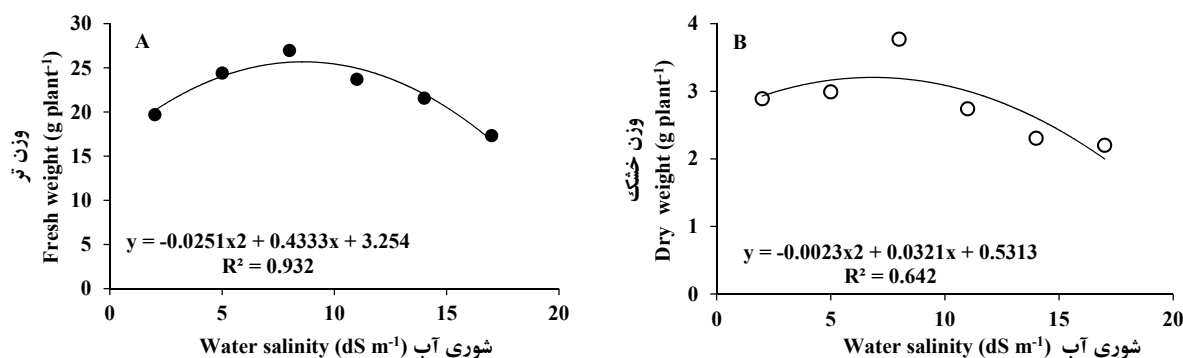 A
30
25
20
15
10
5
0
وزن تر
Fresh weight (g plant⁻¹)
y = -0.0251x2 + 0.4333x + 3.254
R² = 0.932
0 5 10 15 20
Water salinity (dS m⁻¹) شوری آب
B
4
3
2
1
0
وزن خشک
Dry weight (g plant⁻¹)
y = -0.0023x2 + 0.0321x + 0.5313
R² = 0.642
0 5 10 15 20
Water salinity (dS m⁻¹) شوری آب